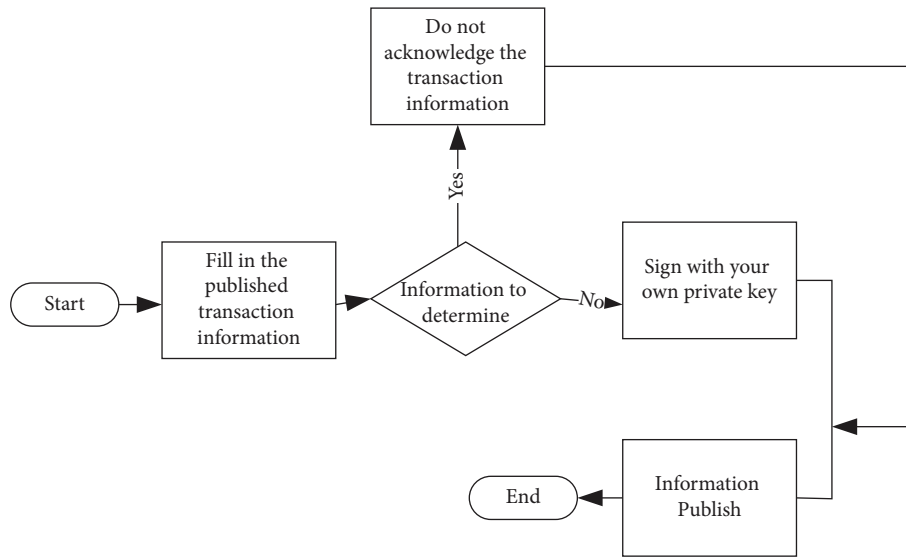 Do not
acknowledge the
transaction
information
Yes
Start
Fill in the
published
transaction
information
Information to
determine
No
Sign with your
own private key
End
Information
Publish